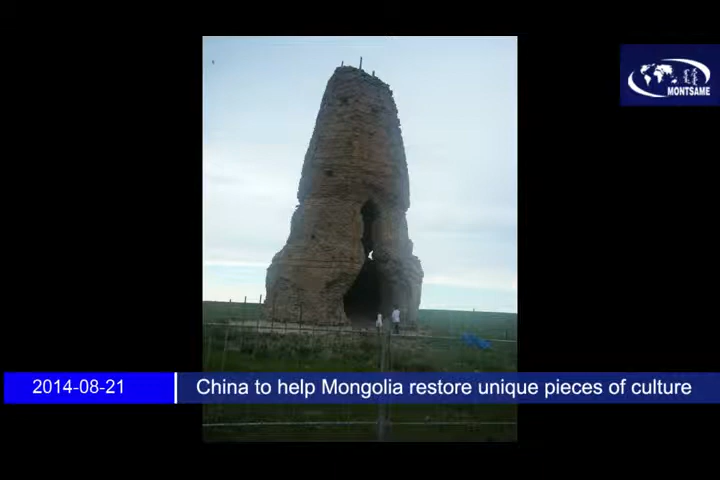 MONTSAME
2014-08-21
China to help Mongolia restore unique pieces of culture